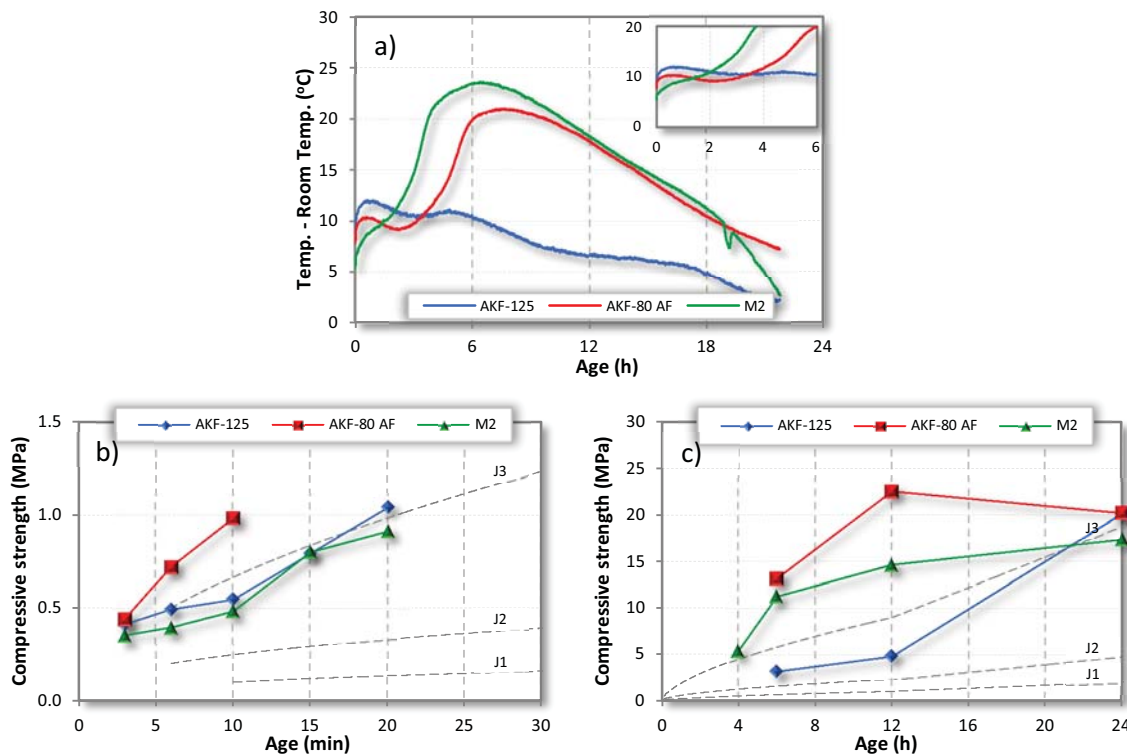 a)
Temp. - Room Temp. (°C)
30
25
20
15
10
5
0
0 6 12 18 24
Age (h)
AKF-125 AKF-80 AF M2
20
10
0
0 2 4 6
b)
Compressive strength (MPa)
1.5
1.0
0.5
0.0
0 5 10 15 20 25 30
Age (min)
AKF-125 AKF-80 AF M2
J3
J2
J1
c)
Compressive strength (MPa)
30
25
20
15
10
5
0
4 8 12 16 20 24
Age (h)
AKF-125 AKF-80 AF M2
J3
J2
J1